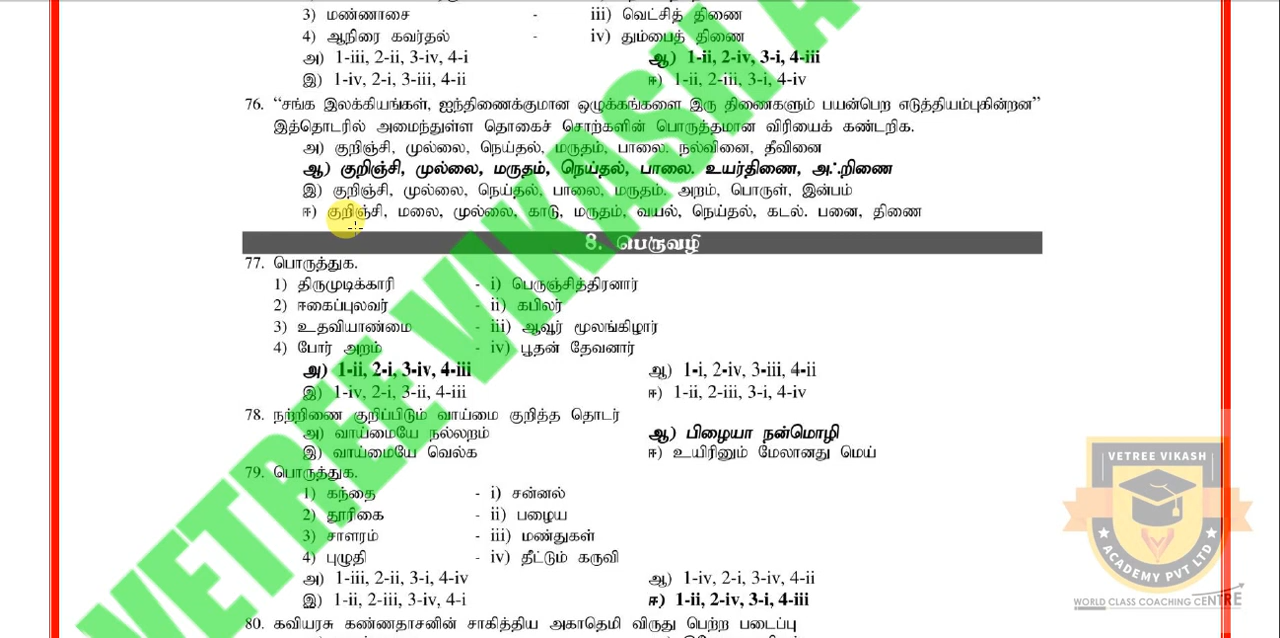 3) மண்ணாசை - iii) வெட்சித் திணை
4) ஆநிரை கவர்தல் - iv) தும்பைத் திணை
அ) 1-iii, 2-ii, 3-iv, 4-i ஆ) 1-ii, 2-iv, 3-i, 4-iii
இ) 1-iv, 2-i, 3-iii, 4-ii ஈ) 1-ii, 2-iii, 3-i, 4-iv
76. “சங்க இலக்கியங்கள், ஐந்திணைக்குமான ஒழுக்கங்களை இரு திணைகளும் பயன்பெற எடுத்தியம்புகின்றன”
இத்தொடரில் அமைந்துள்ள தொகைச் சொற்களின் பொருத்தமான விரியைக் கண்டறிக.
அ) குறிஞ்சி, முல்லை, நெய்தல், மருதம், பாலை. நல்வினை, தீவினை
ஆ) குறிஞ்சி, முல்லை, மருதம், நெய்தல், பாலை. உயர்திணை, அஃறிணை
இ) குறிஞ்சி, முல்லை, நெய்தல், பாலை, மருதம். அறம், பொருள், இன்பம்
ஈ) குறிஞ்சி, மலை, முல்லை, காடு, மருதம், வயல், நெய்தல், கடல். பனை, திணை
8. பெருவழி
77. பொருத்துக.
1) திருமுடிக்காரி - i) பெருஞ்சித்திரனார்
2) ஈகைப்புலவர் - ii) கபிலர்
3) உதவியாண்மை - iii) ஆவூர் மூலங்கிழார்
4) போர் அறம் - iv) பூதன் தேவனார்
அ) 1-ii, 2-i, 3-iv, 4-iii ஆ) 1-i, 2-iv, 3-iii, 4-ii
இ) 1-iv, 2-i, 3-ii, 4-iii ஈ) 1-ii, 2-iii, 3-i, 4-iv
78. நற்றிணை குறிப்பிடும் வாய்மை குறித்த தொடர்
அ) வாய்மையே நல்லறம் ஆ) பிழையா நன்மொழி
இ) வாய்மையே வெல்க ஈ) உயிரினும் மேலானது மெய்
79. பொருத்துக.
1) கந்தை - i) சன்னல்
2) தூரிகை - ii) பழைய
3) சாளரம் - iii) மண்துகள்
4) புழுதி - iv) தீட்டும் கருவி
அ) 1-iii, 2-ii, 3-i, 4-iv ஆ) 1-iv, 2-i, 3-iv, 4-ii
இ) 1-ii, 2-iii, 3-iv, 4-i ஈ) 1-ii, 2-iv, 3-i, 4-iii
80. கவியரசு கண்ணதாசனின் சாகித்திய அகாதெமி விருது பெற்ற படைப்பு
VETREE VIKASH A
VETREE VIKASH
ACADEMY PVT LTD
WORLD CLASS COACHING CENTRE